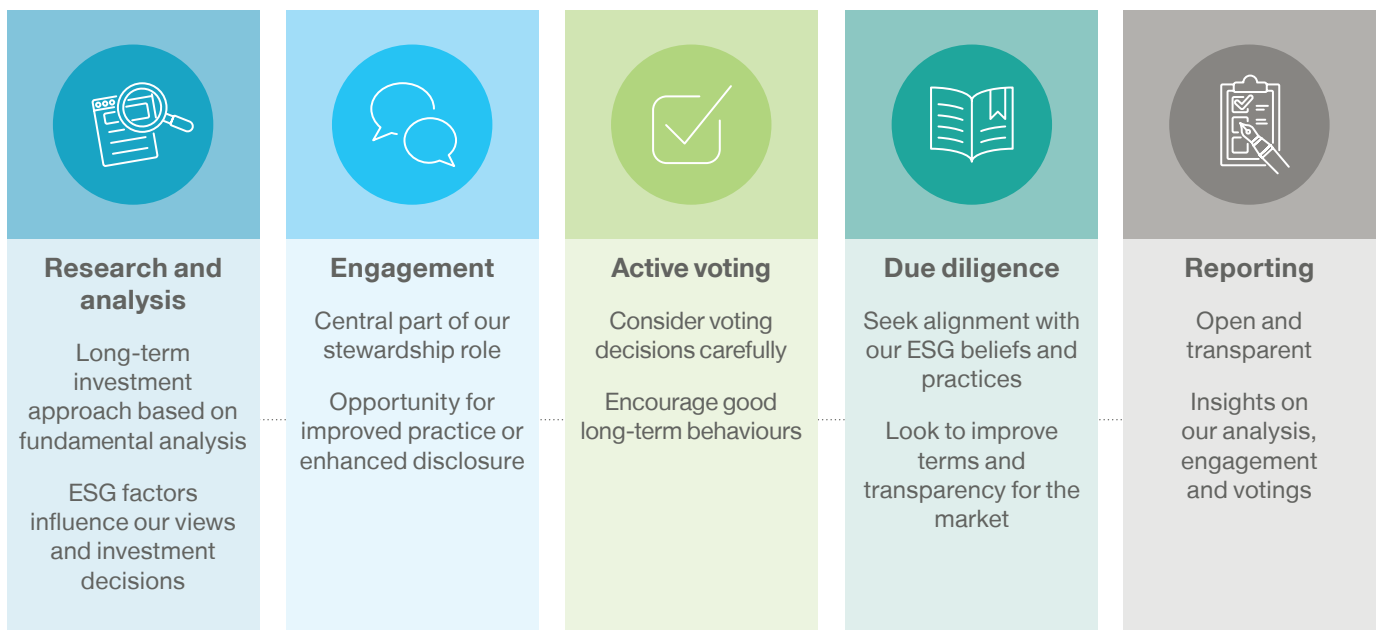 Research and
analysis
Long-term
investment
approach based on
fundamental analysis
ESG factors
influence our views
and investment
decisions
Engagement
Central part of our
stewardship role
Opportunity for
improved practice or
enhanced disclosure
Active voting
Consider voting
decisions carefully
Encourage good
long-term behaviours
Due diligence
Seek alignment with
our ESG beliefs and
practices
Look to improve
terms and
transparency for the
market
Reporting
Open and
transparent
Insights on
our analysis,
engagement
and votings